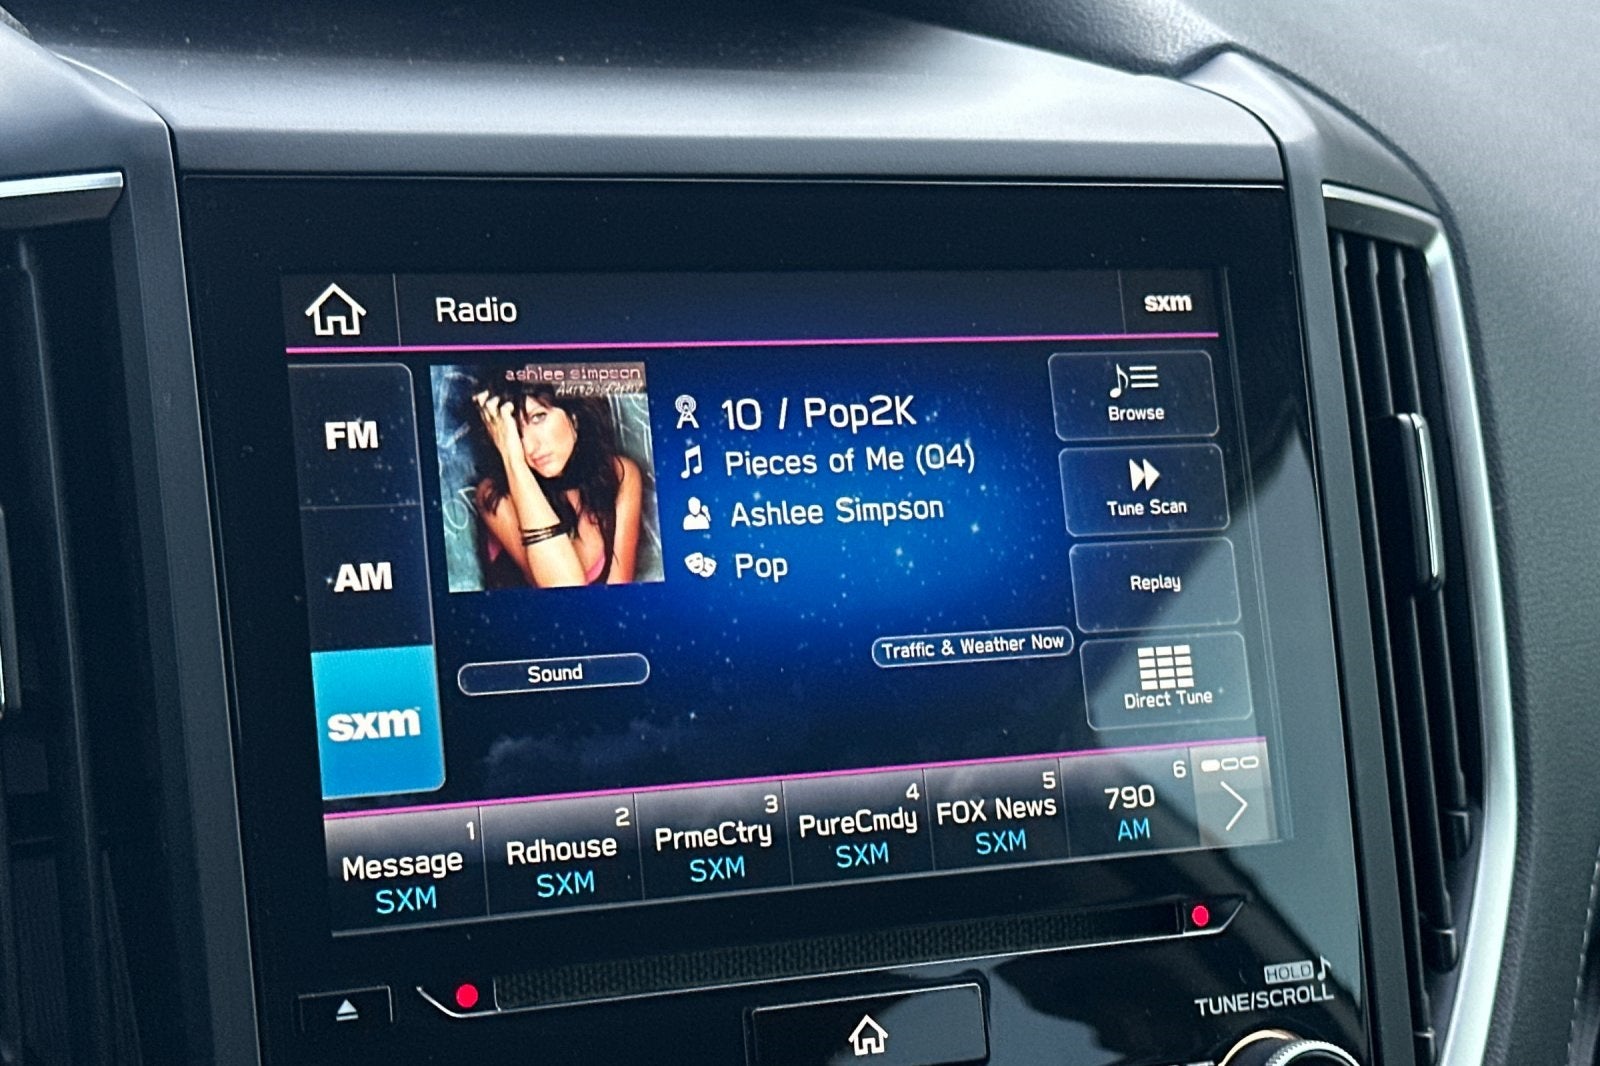 Radio
sxm
FM
AM
sxm
ashlee simpson
Autobiography
10 / Pop2K
Pieces of Me (04)
Ashlee Simpson
Pop
Browse
Tune Scan
Replay
Direct Tune
Sound
Traffic & Weather Now
1
Message
SXM
2
Rdhouse
SXM
3
PrmeCtry
SXM
4
PureCmdy
SXM
5
FOX News
SXM
6
790
AM
HOLD
TUNE/SCROLL